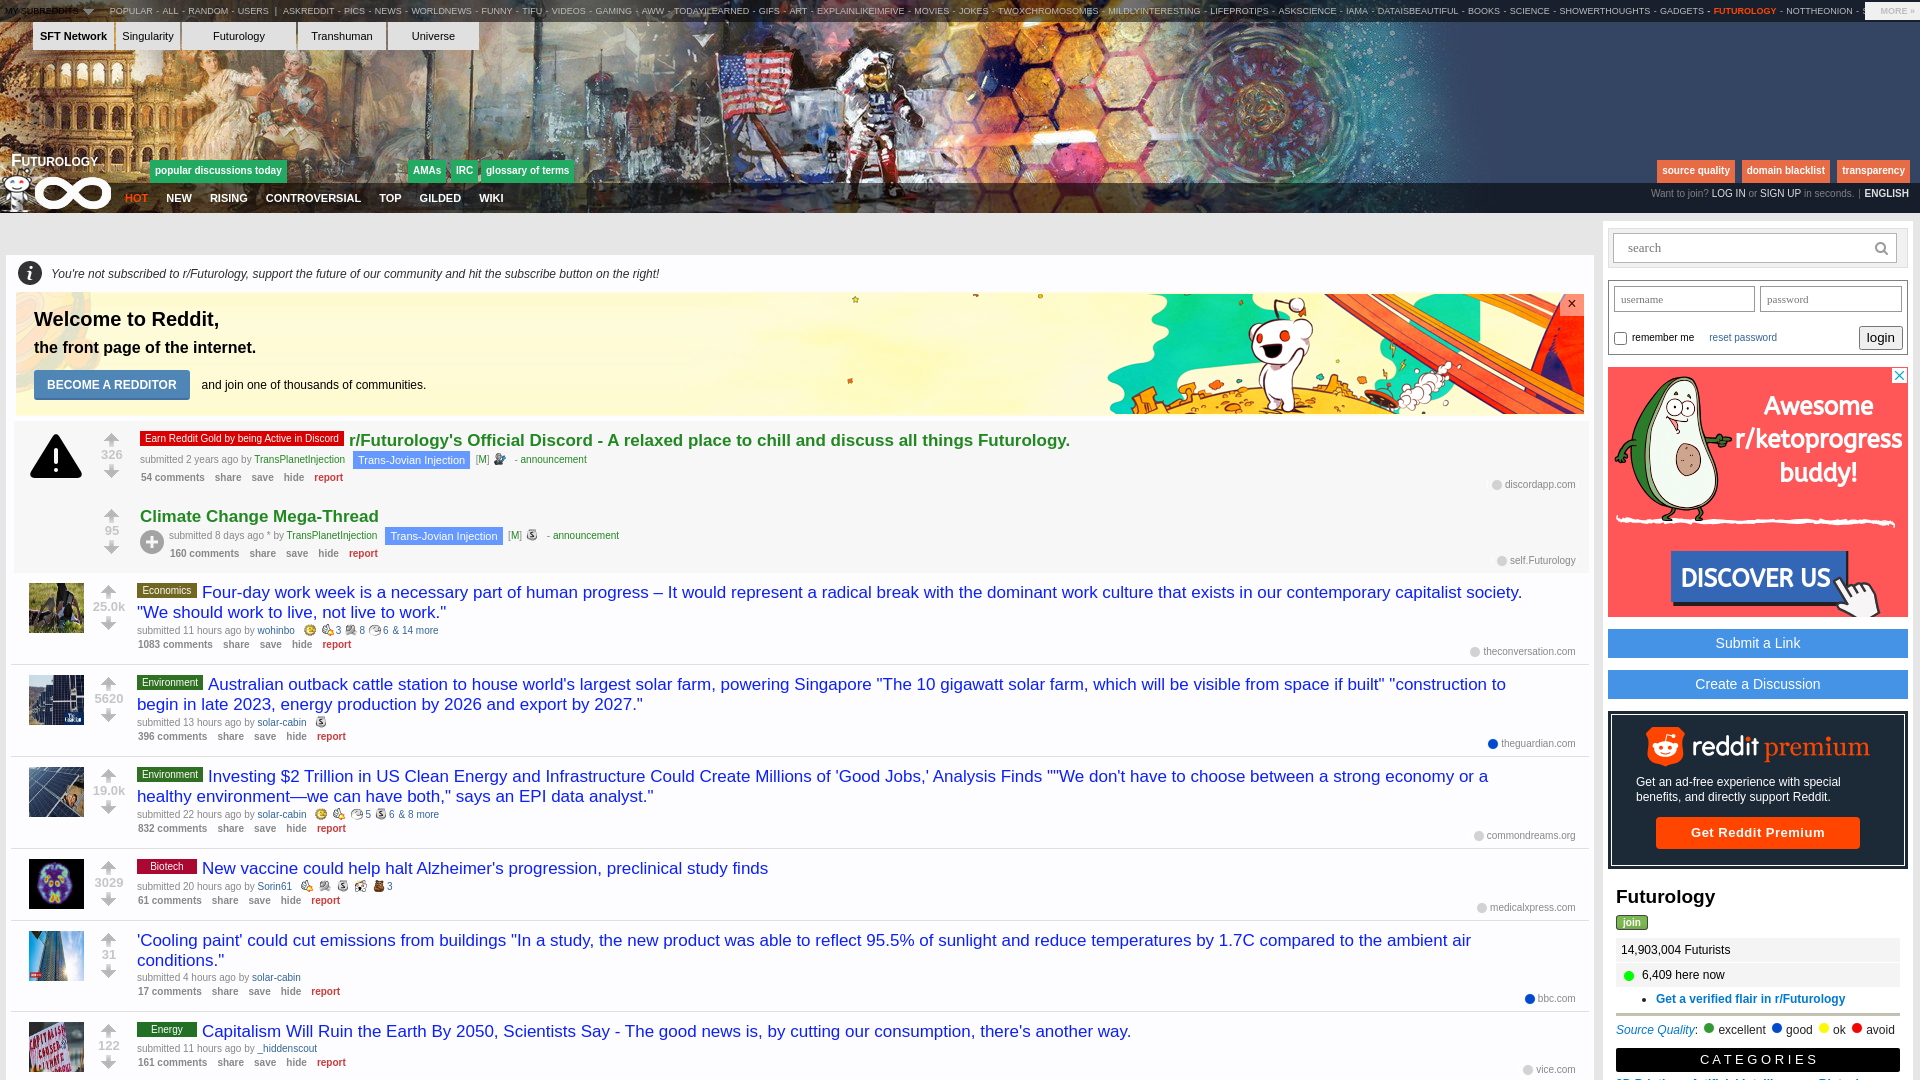 MY SUBREDDITS POPULAR - ALL - RANDOM - USERS | ASKREDDIT - PICS - NEWS - WORLDNEWS - FUNNY - TIFU - VIDEOS - GAMING - AWW - TODAYILEARNED - GIFS - ART - EXPLAINLIKEIMFIVE - MOVIES - JOKES - TWOXCHROMOSOMES - MILDLYINTERESTING - LIFEPROTIPS - ASKSCIENCE - IAMA - DATAISBEAUTIFUL - BOOKS - SCIENCE - SHOWERTHOUGHTS - GADGETS - FUTUROLOGY - NOTTHEONION - MORE »
SFT Network Singularity Futurology Transhuman Universe
FUTUROLOGY
popular discussions today AMAs IRC glossary of terms source quality domain blacklist transparency
HOT NEW RISING CONTROVERSIAL TOP GILDED WIKI
Want to join? LOG IN or SIGN UP in seconds. | ENGLISH
You're not subscribed to r/Futurology, support the future of our community and hit the subscribe button on the right!
Welcome to Reddit,
the front page of the internet.
BECOME A REDDITOR and join one of thousands of communities.
×
326
Earn Reddit Gold by being Active in Discord r/Futurology's Official Discord - A relaxed place to chill and discuss all things Futurology.
submitted 2 years ago by TransPlanetInjection Trans-Jovian Injection [M] - announcement
54 comments share save hide report
discordapp.com
95
Climate Change Mega-Thread
submitted 8 days ago * by TransPlanetInjection Trans-Jovian Injection [M] - announcement
160 comments share save hide report
self.Futurology
25.0k
Economics Four-day work week is a necessary part of human progress – It would represent a radical break with the dominant work culture that exists in our contemporary capitalist society.
"We should work to live, not live to work."
submitted 11 hours ago by wohinbo 3 8 6 & 14 more
1083 comments share save hide report
theconversation.com
5620
Environment Australian outback cattle station to house world's largest solar farm, powering Singapore "The 10 gigawatt solar farm, which will be visible from space if built" "construction to
begin in late 2023, energy production by 2026 and export by 2027."
submitted 13 hours ago by solar-cabin
396 comments share save hide report
theguardian.com
19.0k
Environment Investing $2 Trillion in US Clean Energy and Infrastructure Could Create Millions of 'Good Jobs,' Analysis Finds ""We don't have to choose between a strong economy or a
healthy environment—we can have both," says an EPI data analyst."
submitted 22 hours ago by solar-cabin 5 6 & 8 more
832 comments share save hide report
commondreams.org
3029
Biotech New vaccine could help halt Alzheimer's progression, preclinical study finds
submitted 20 hours ago by Sorin61 3
61 comments share save hide report
medicalxpress.com
31
'Cooling paint' could cut emissions from buildings "In a study, the new product was able to reflect 95.5% of sunlight and reduce temperatures by 1.7C compared to the ambient air
conditions."
submitted 4 hours ago by solar-cabin
17 comments share save hide report
bbc.com
122
Energy Capitalism Will Ruin the Earth By 2050, Scientists Say - The good news is, by cutting our consumption, there's another way.
submitted 11 hours ago by _hiddenscout
161 comments share save hide report
vice.com
search
username password
remember me reset password login
Awesome
r/ketoprogress
buddy!
DISCOVER US
Submit a Link
Create a Discussion
reddit premium
Get an ad-free experience with special
benefits, and directly support Reddit.
Get Reddit Premium
Futurology
join
14,903,004 Futurists
6,409 here now
Get a verified flair in r/Futurology
Source Quality: excellent good ok avoid
CATEGORIES